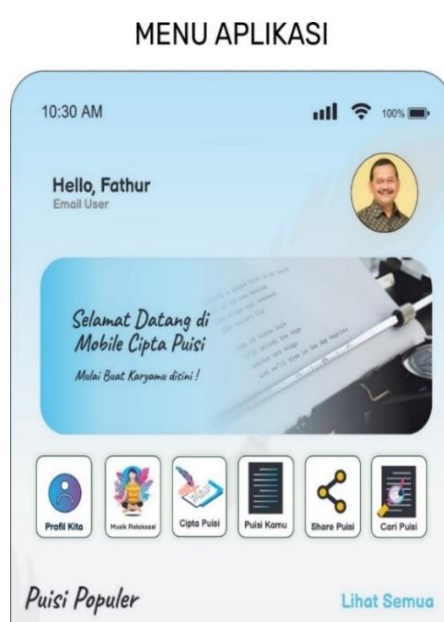 MENU APLIKASI
10:30 AM
100%
Hello, Fathur
Email User
Selamat Datang di
Mobile Cipta Puisi
Mulai Buat Karyamu disini !
Profil Kita
Musik Relaksasi
Cipta Puisi
Puisi Kamu
Share Puisi
Cari Puisi
Puisi Populer
Lihat Semua